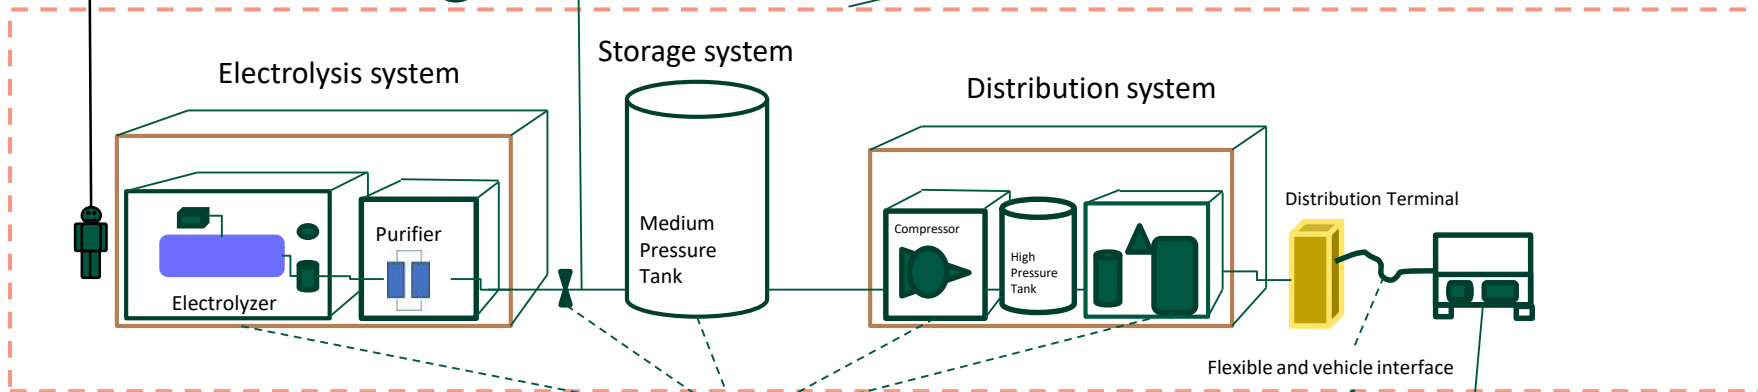 Storage system
Electrolysis system
Distribution system
Distribution Terminal
Medium
Pressure
Tank
Purifier
Compressor
High
Pressure
Tank
Electrolyzer
Flexible and vehicle interface